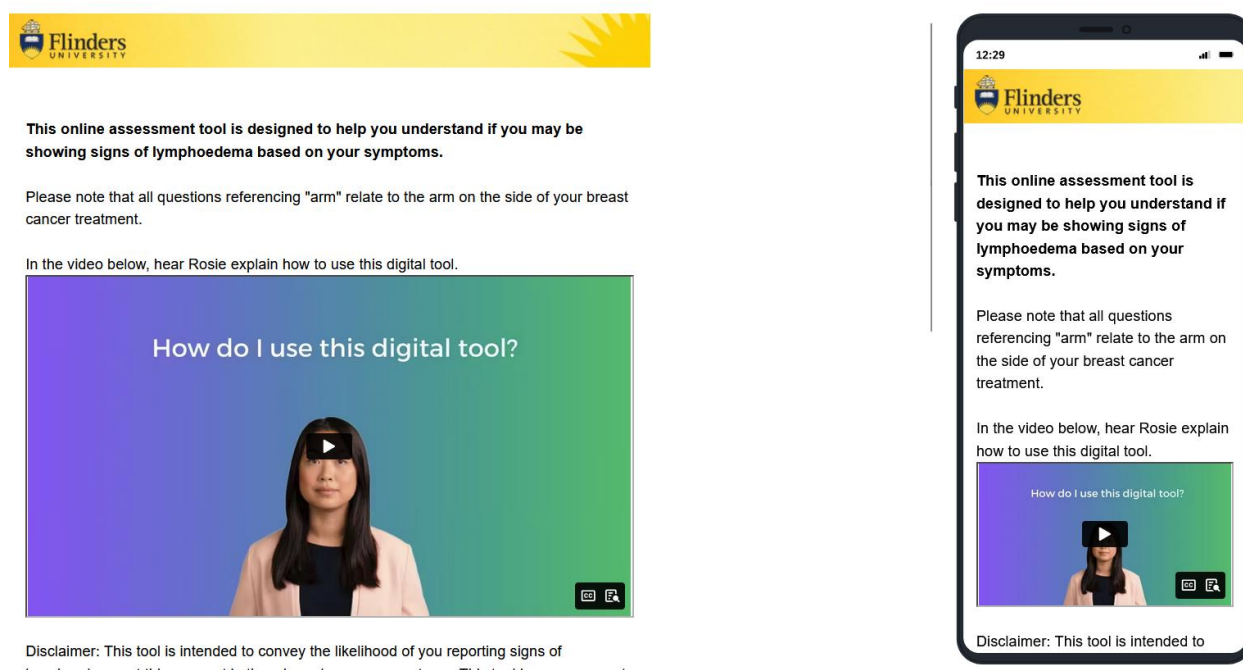 Flinders
UNIVERSITY
This online assessment tool is designed to help you understand if you may be
showing signs of lymphoedema based on your symptoms.
Please note that all questions referencing "arm" relate to the arm on the side of your breast
cancer treatment.
In the video below, hear Rosie explain how to use this digital tool.
How do I use this digital tool?
CC
Disclaimer: This tool is intended to convey the likelihood of you reporting signs of
12:29
Flinders
UNIVERSITY
This online assessment tool is
designed to help you understand if
you may be showing signs of
lymphoedema based on your
symptoms.
Please note that all questions
referencing "arm" relate to the arm on
the side of your breast cancer
treatment.
In the video below, hear Rosie explain
how to use this digital tool.
How do I use this digital tool?
CC
Disclaimer: This tool is intended to